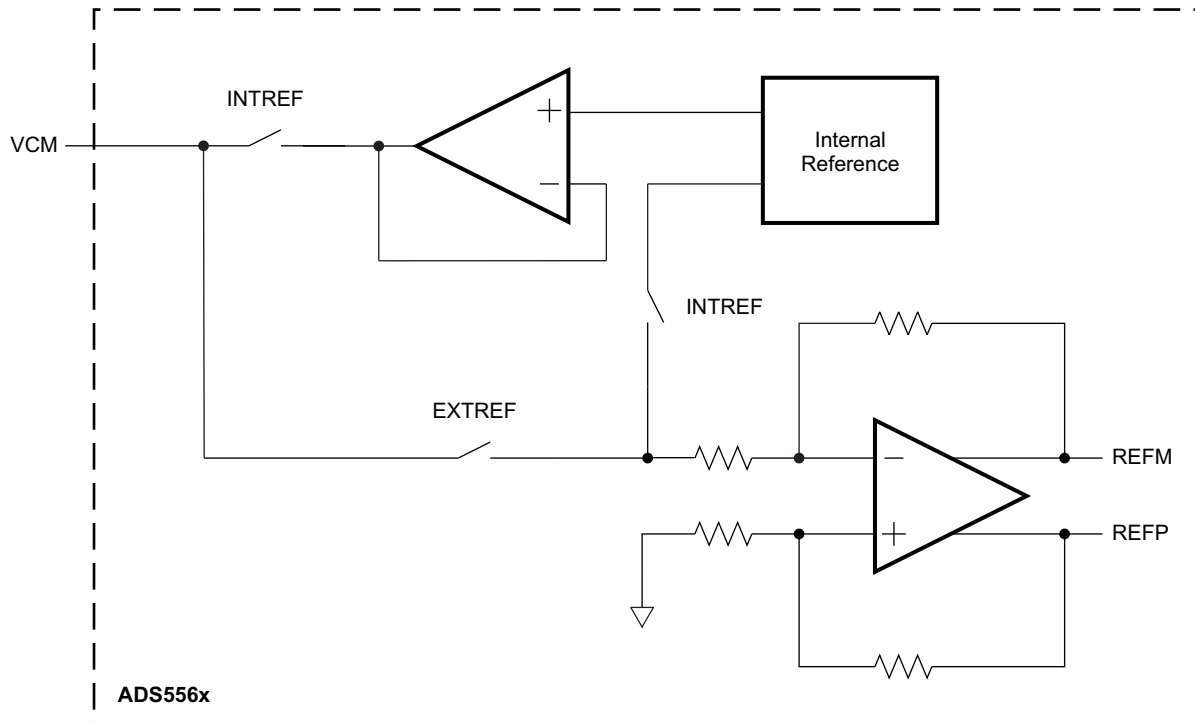 INTREF
VCM
+
−
Internal
Reference
INTREF
EXTREF
−
REFM
+
REFP
ADS556x